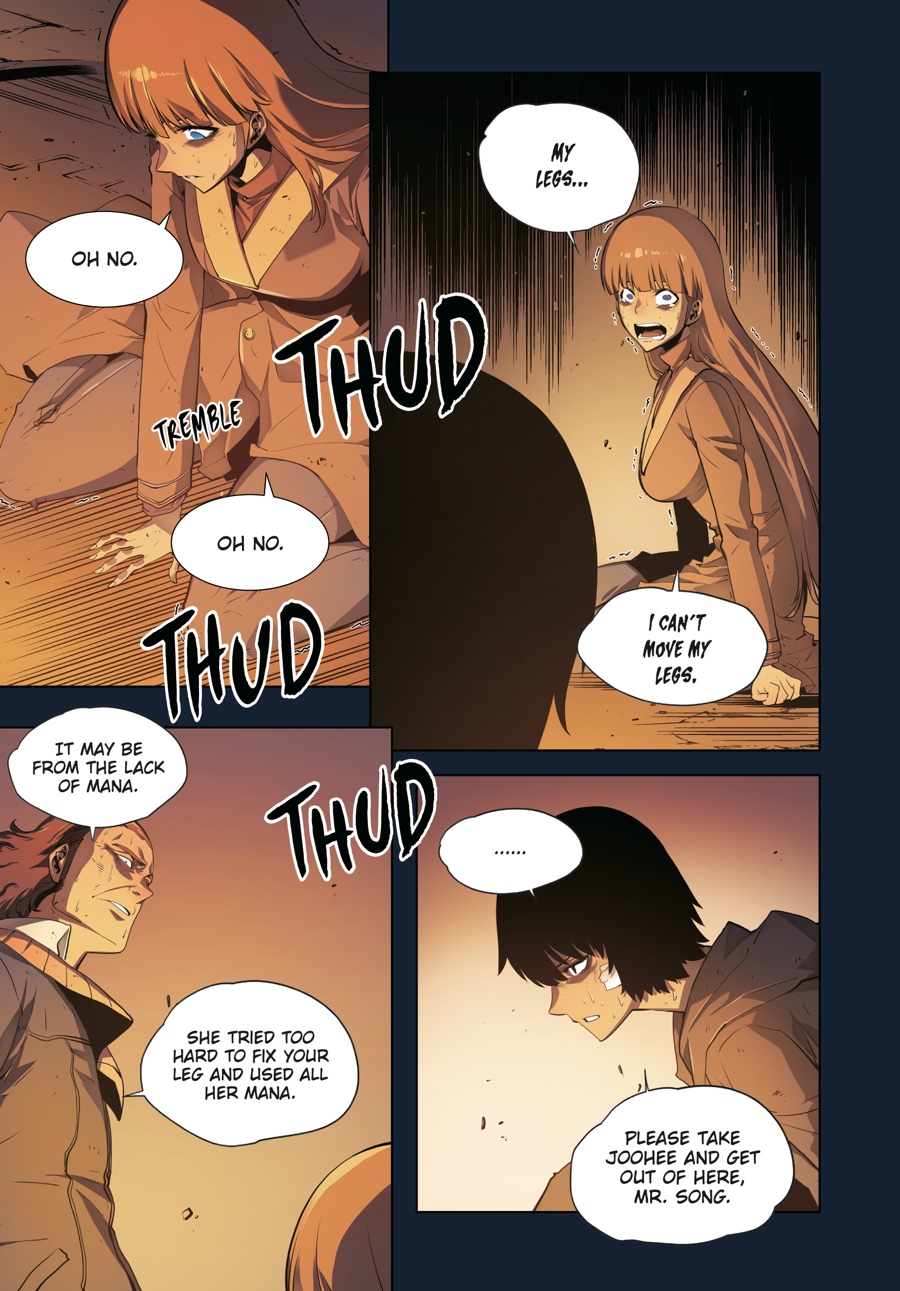 OH NO.
TREMBLE
THUD
OH NO.
THUD
MY
LEGS...
I CAN'T
MOVE MY
LEGS.
IT MAY BE
FROM THE LACK
OF MANA.
THUD
SHE TRIED TOO
HARD TO FIX YOUR
LEG AND USED ALL
HER MANA.
......
PLEASE TAKE
JOOHEE AND GET
OUT OF HERE,
MR. SONG.